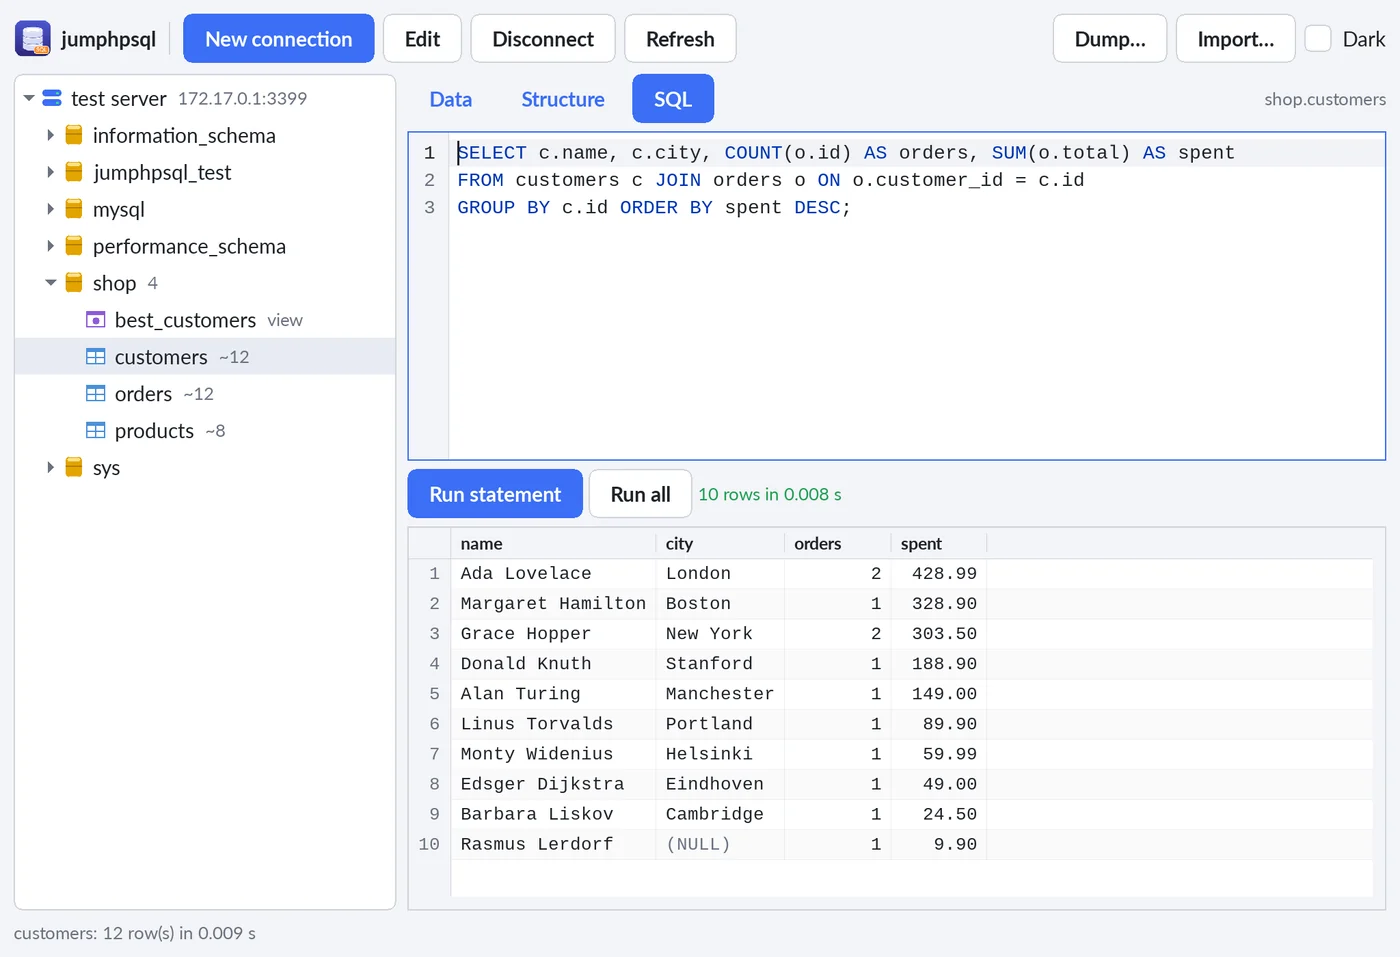 jumphpsql New connection Edit Disconnect Refresh Dump... Import... Dark
test server 172.17.0.1:3399
information_schema
jumphpsql_test
mysql
performance_schema
shop 4
best_customers view
customers ~12
orders ~12
products ~8
sys
Data Structure SQL shop.customers
1 SELECT c.name, c.city, COUNT(o.id) AS orders, SUM(o.total) AS spent
2 FROM customers c JOIN orders o ON o.customer_id = c.id
3 GROUP BY c.id ORDER BY spent DESC;
Run statement Run all 10 rows in 0.008 s
name city orders spent
1 Ada Lovelace London 2 428.99
2 Margaret Hamilton Boston 1 328.90
3 Grace Hopper New York 2 303.50
4 Donald Knuth Stanford 1 188.90
5 Alan Turing Manchester 1 149.00
6 Linus Torvalds Portland 1 89.90
7 Monty Widenius Helsinki 1 59.99
8 Edsger Dijkstra Eindhoven 1 49.00
9 Barbara Liskov Cambridge 1 24.50
10 Rasmus Lerdorf (NULL) 1 9.90
customers: 12 row(s) in 0.009 s